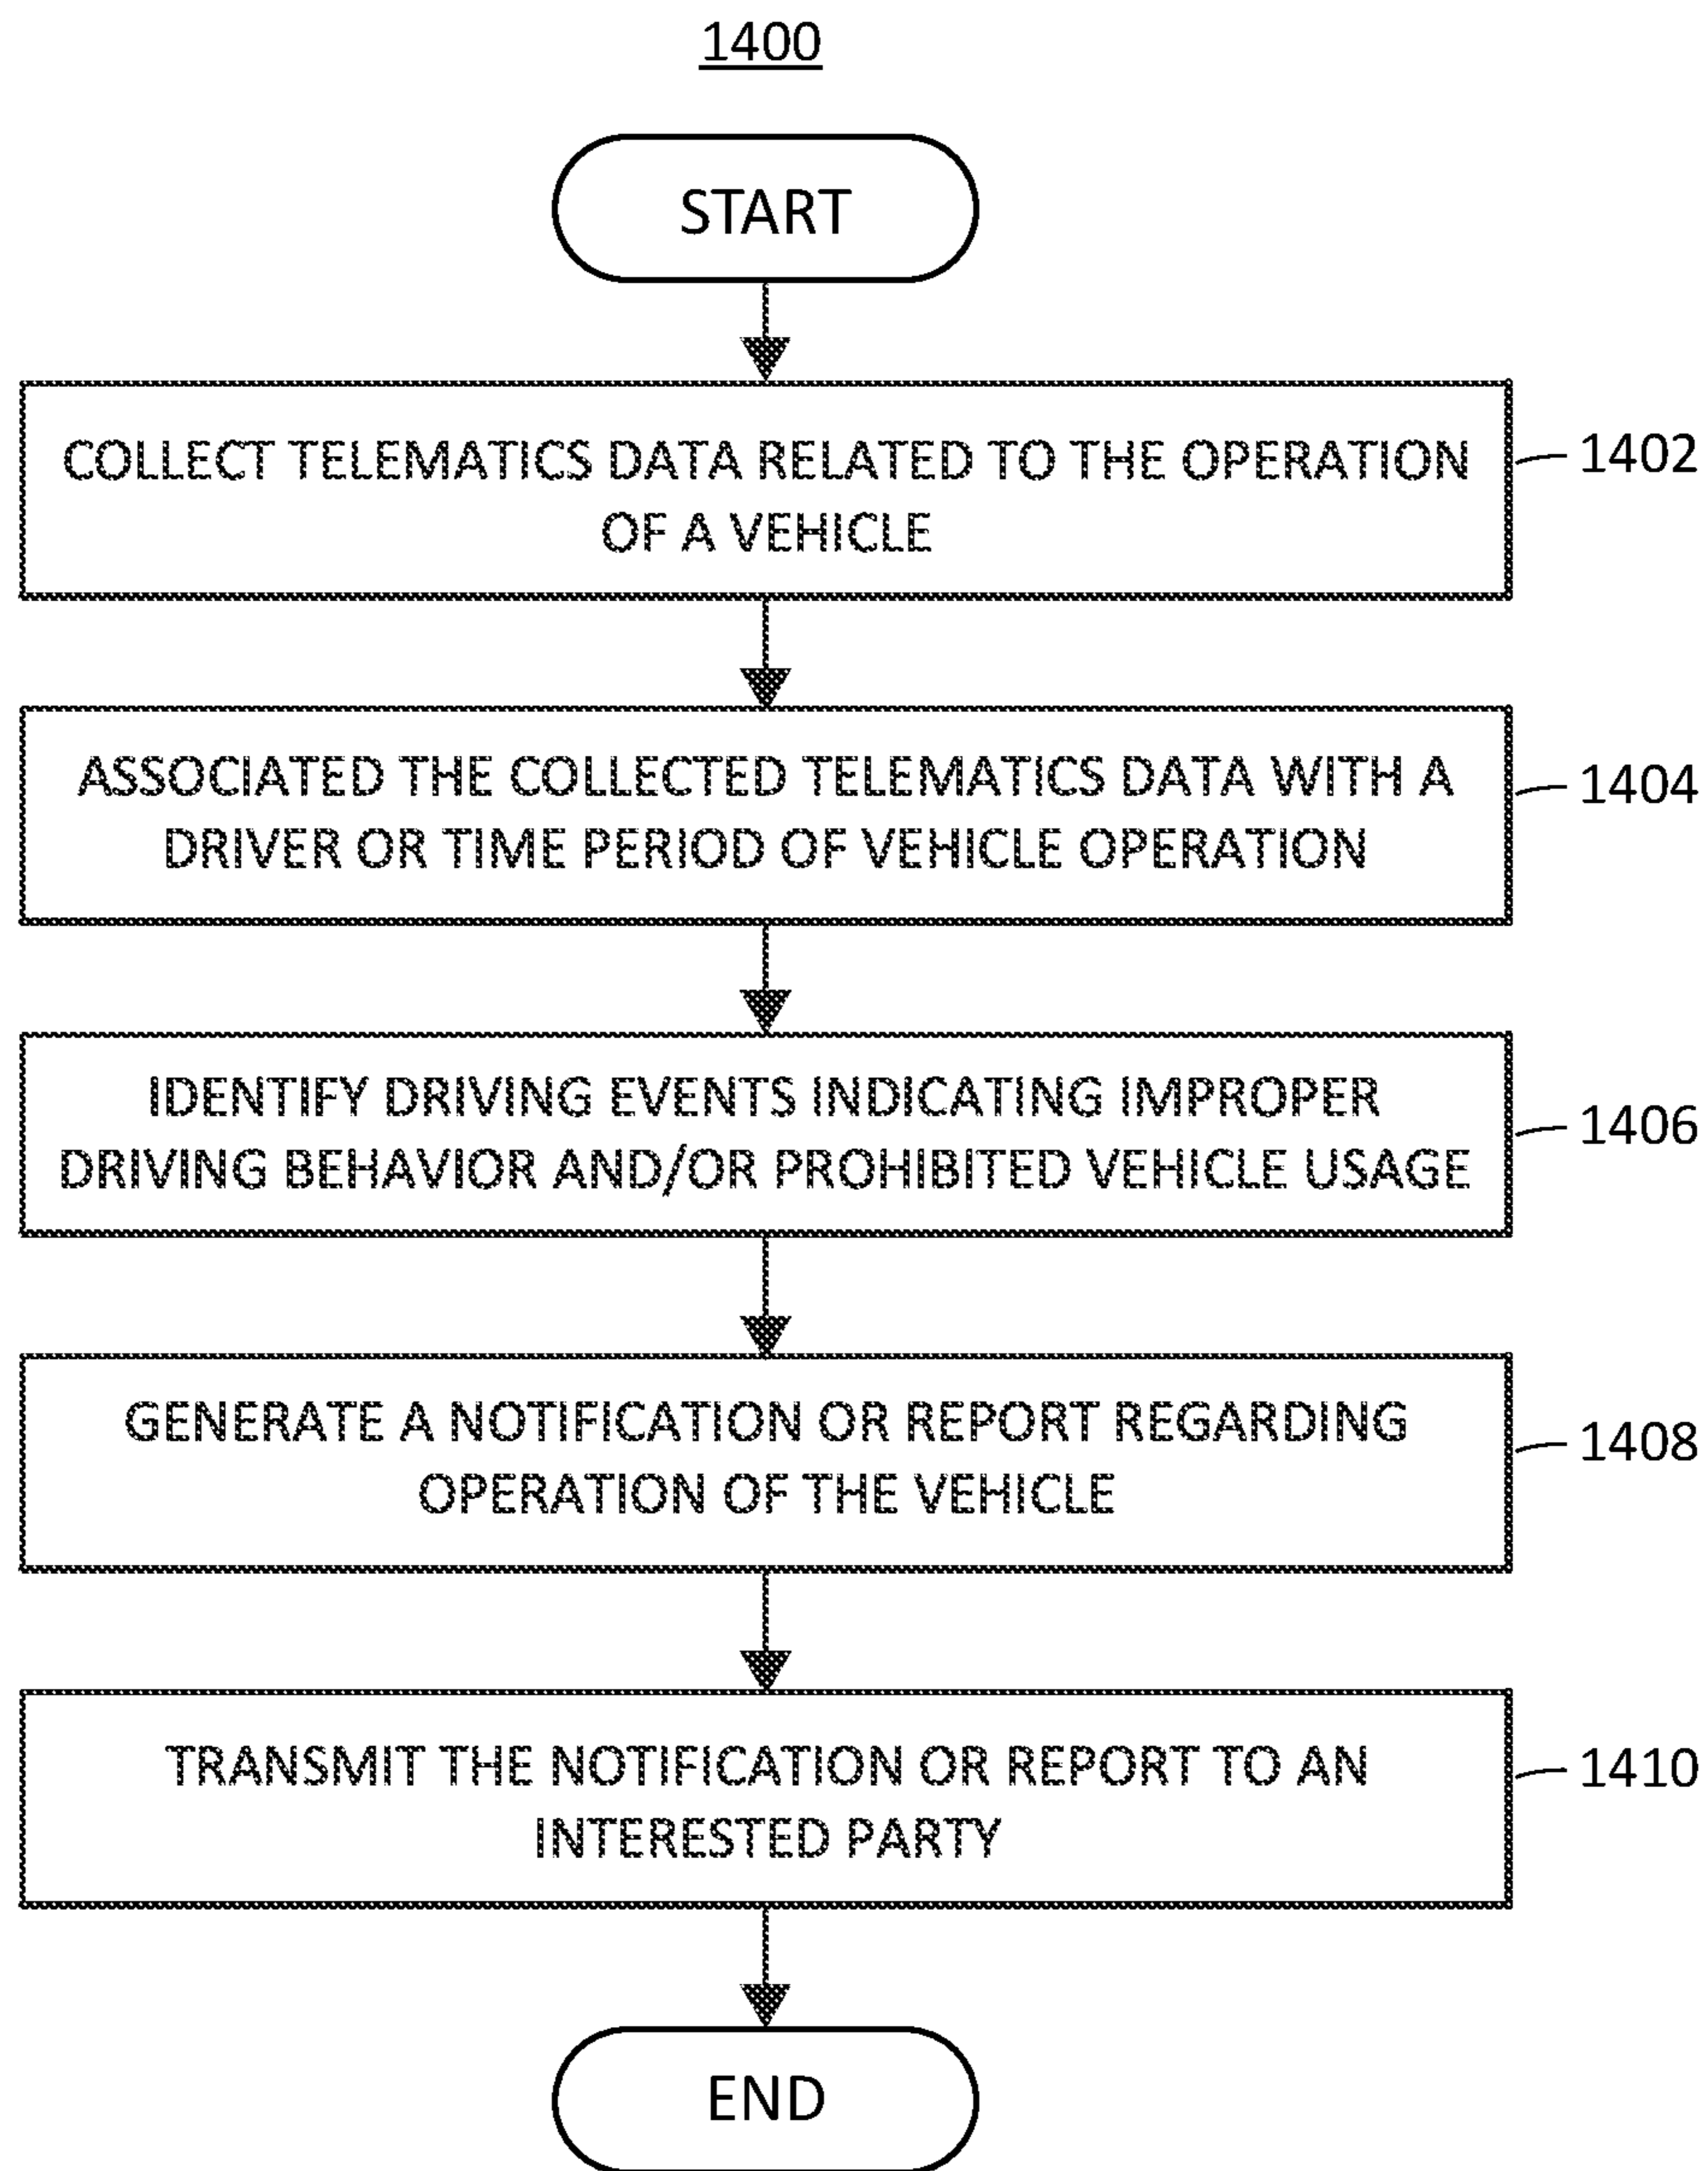 1400
START
COLLECT TELEMATICS DATA RELATED TO THE OPERATION
OF A VEHICLE
1402
ASSOCIATED THE COLLECTED TELEMATICS DATA WITH A
DRIVER OR TIME PERIOD OF VEHICLE OPERATION
1404
IDENTIFY DRIVING EVENTS INDICATING IMPROPER
DRIVING BEHAVIOR AND/OR PROHIBITED VEHICLE USAGE
1406
GENERATE A NOTIFICATION OR REPORT REGARDING
OPERATION OF THE VEHICLE
1408
TRANSMIT THE NOTIFICATION OR REPORT TO AN
INTERESTED PARTY
1410
END